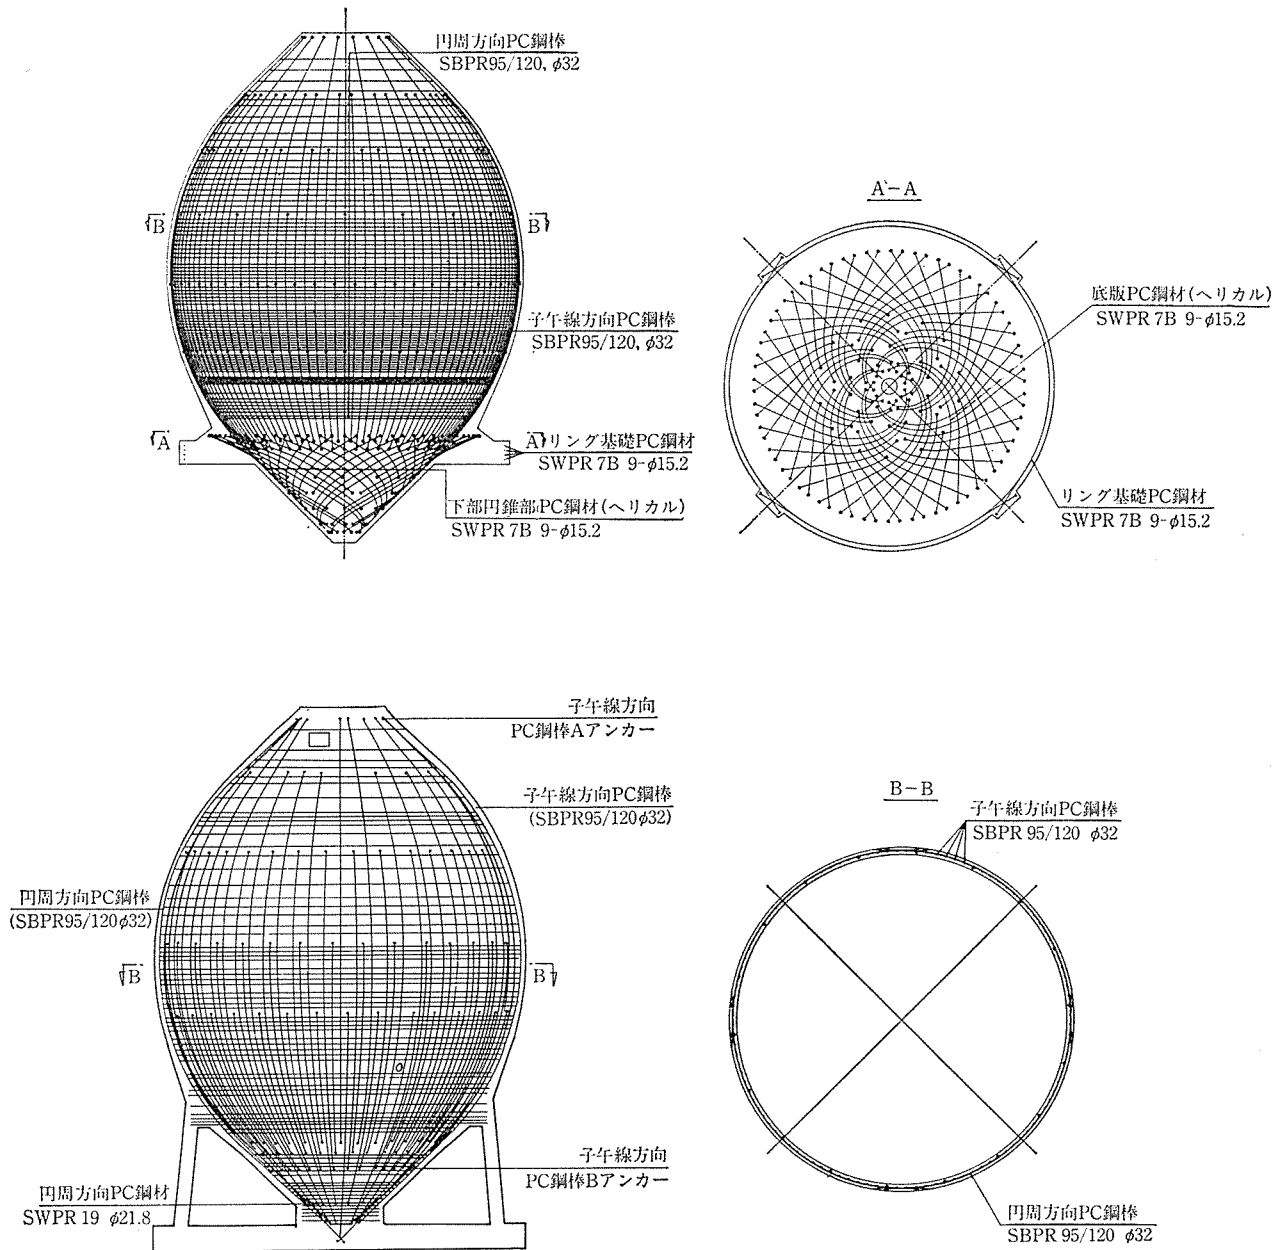 円周方向PC鋼棒
SBPR95/120, φ32
B
B
子午線方向PC鋼棒
SBPR95/120, φ32
A
A
リング基礎PC鋼材
SWPR 7B 9-φ15.2
下部円錐部PC鋼材(ヘリカル)
SWPR 7B 9-φ15.2
A-A
底版PC鋼材(ヘリカル)
SWPR 7B 9-φ15.2
リング基礎PC鋼材
SWPR 7B 9-φ15.2
子午線方向
PC鋼棒Aアンカー
子午線方向PC鋼棒
(SBPR95/120φ32)
円周方向PC鋼棒
(SBPR95/120φ32)
B
B
子午線方向
PC鋼棒Bアンカー
円周方向PC鋼材
SWPR 19 φ21.8
B-B
子午線方向PC鋼棒
SBPR 95/120 φ32
円周方向PC鋼棒
SBPR 95/120 φ32